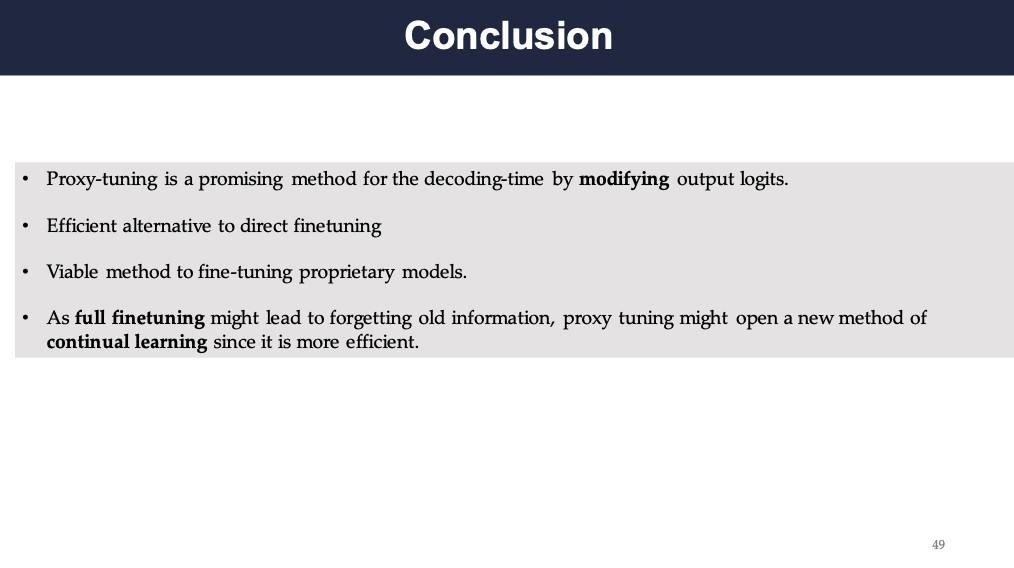 Conclusion
• Proxy-tuning is a promising method for the decoding-time by modifying output logits.
• Efficient alternative to direct finetuning
• Viable method to fine-tuning proprietary models.
• As full finetuning might lead to forgetting old information, proxy tuning might open a new method of
continual learning since it is more efficient.
49